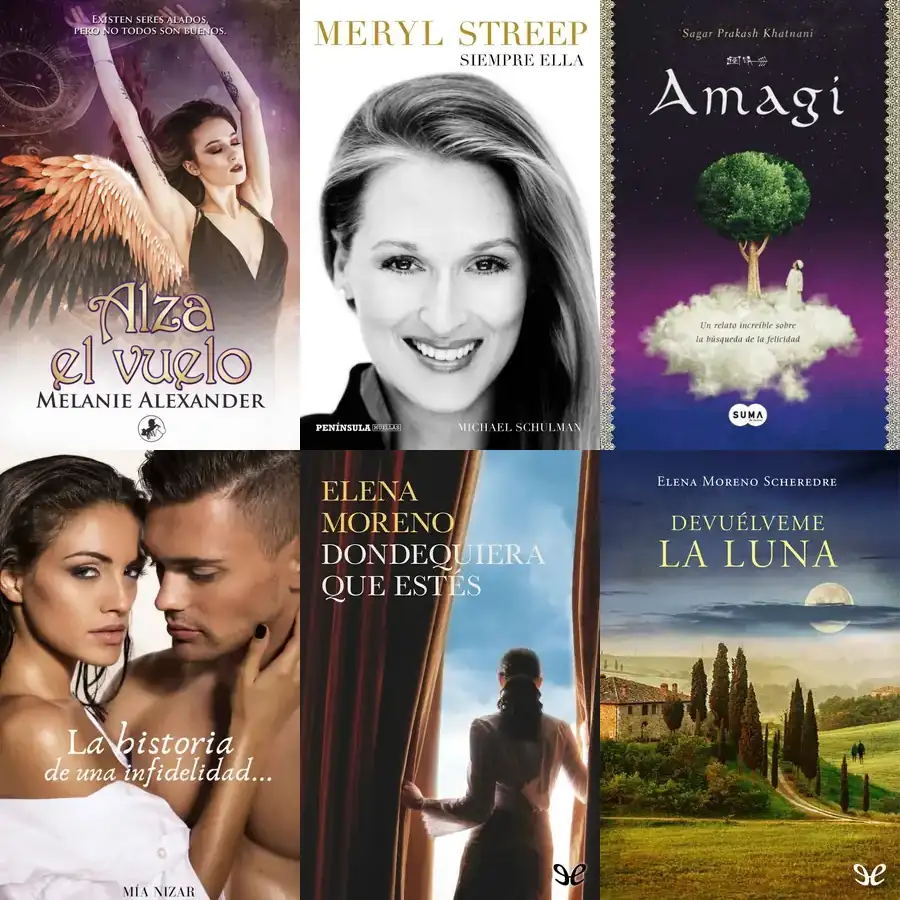 EXISTEN SERES ALADOS,
PERO NO TODOS SON BUENOS.
Alza
el vuelo
MELANIE ALEXANDER
MERYL STREEP
SIEMPRE ELLA
PENÍNSULA HUELLAS
MICHAEL SCHULMAN
Sagar Prakash Khatnani
Amagi
Un relato increíble sobre
la búsqueda de la felicidad
SUMA
La historia
de una infidelidad...
MÍA NIZAR
ELENA
MORENO
DONDEQUIERA
QUE ESTÉS
ELENA MORENO SCHEREDRE
DEVUÉLVEME
LA LUNA